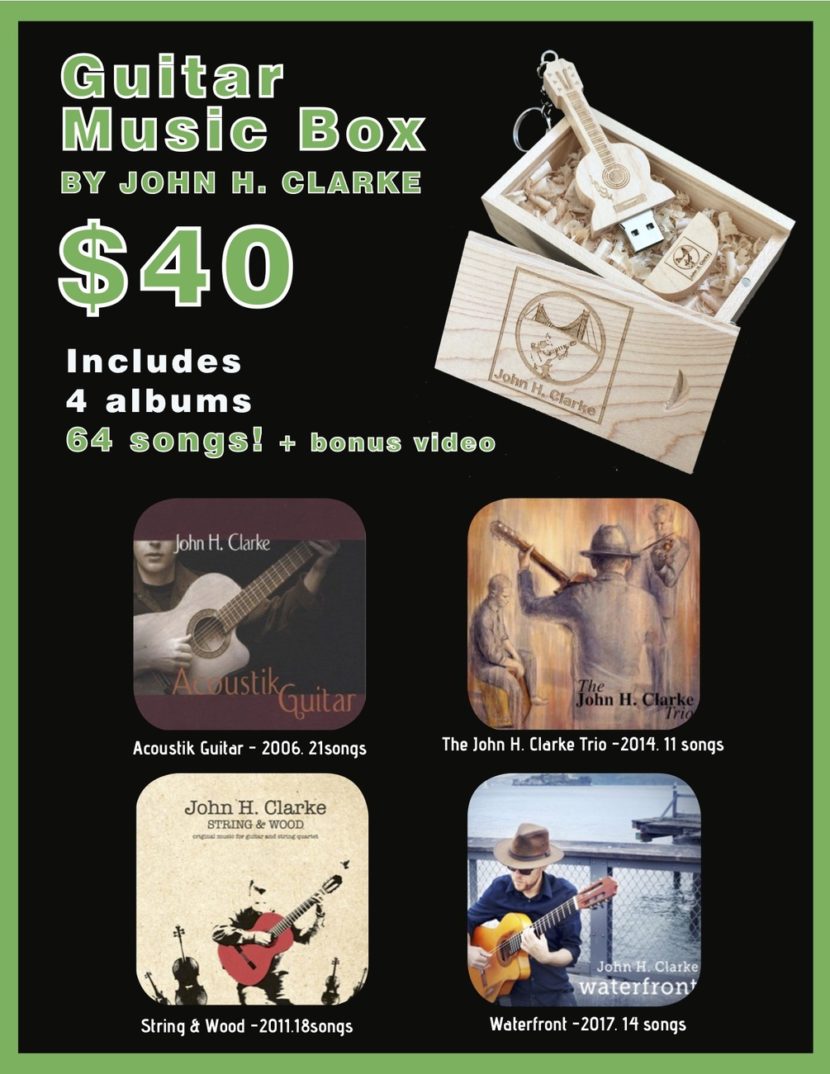 Guitar
Music Box
BY JOHN H. CLARKE
$40
Includes
4 albums
64 songs! + bonus video
John H. Clarke
John H. Clarke
Acoustik
Guitar
Acoustik Guitar - 2006. 21songs
The
John H. Clarke
Trio
The John H. Clarke Trio -2014. 11 songs
John H. Clarke
STRING & WOOD
original music for guitar and string quartet
String & Wood -2011.18songs
John H. Clarke
waterfront
Waterfront -2017. 14 songs